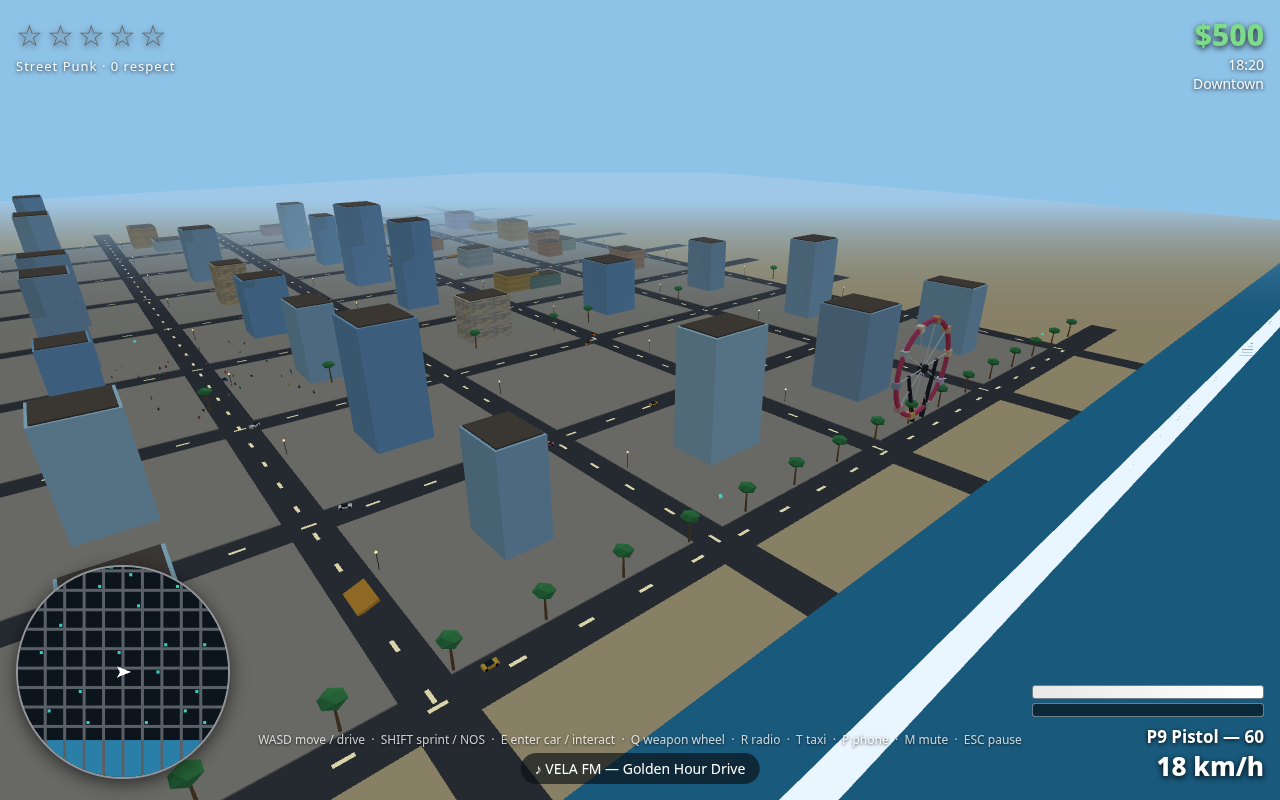 Street Punk · 0 respect
$500
18:20
Downtown
WASD move / drive · SHIFT sprint / NOS · E enter car / interact · Q weapon wheel · R radio · T taxi · P phone · M mute · ESC pause
♪ VELA FM — Golden Hour Drive
P9 Pistol — 60
18 km/h